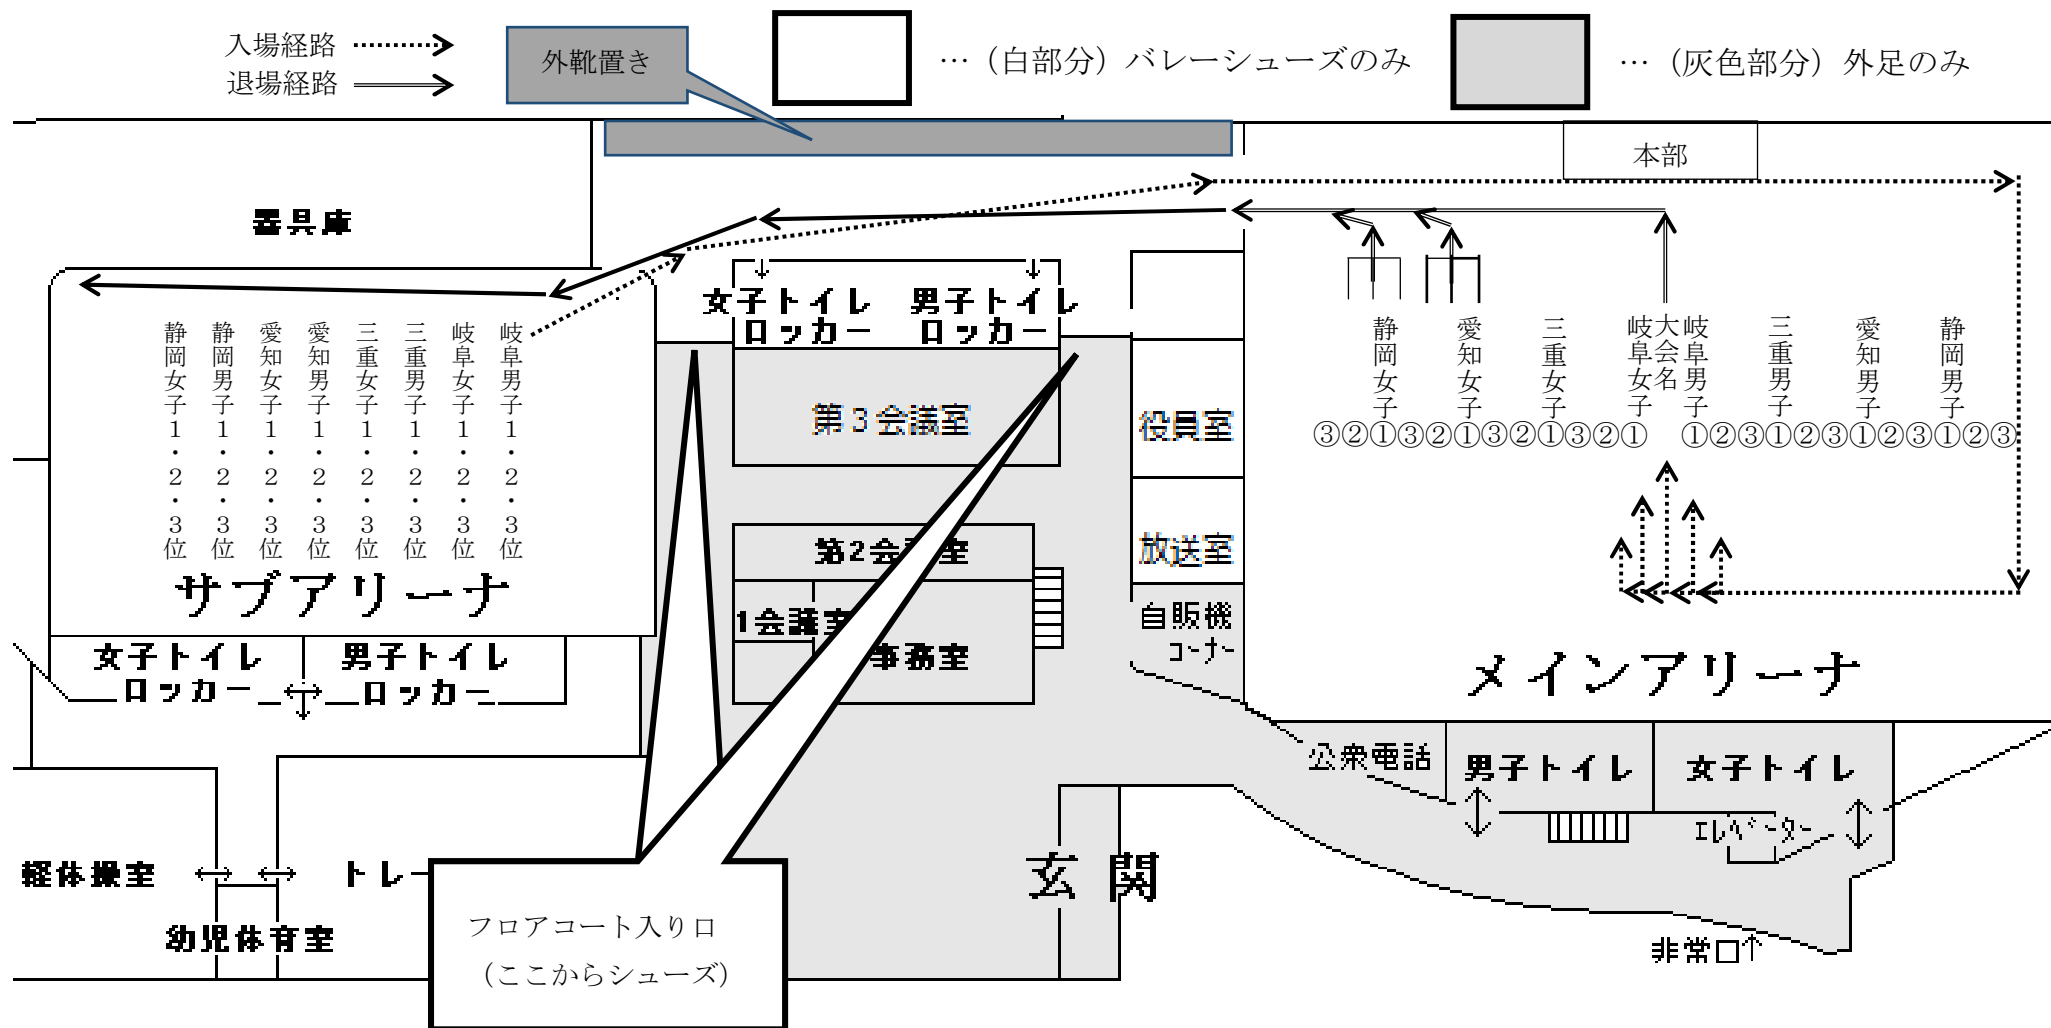 入場経路
退場経路
外靴置き
…（白部分）バレーシューズのみ
…（灰色部分）外足のみ
本部
器具庫
女子トイレ
ロッカー
男子トイレ
ロッカー
静岡女子１・２・３位
静岡男子１・２・３位
愛知女子１・２・３位
愛知男子１・２・３位
三重女子１・２・３位
三重男子１・２・３位
岐阜女子１・２・３位
岐阜男子１・２・３位
サブアリーナ
第３会議室
役員室
静岡女子
愛知女子
三重女子
岐阜女子
大会名
岐阜男子
三重男子
愛知男子
静岡男子
③②①③②①③②①③②①
①②③①②③①②③①②③
第2会
室
放送室
1会議室
事務室
自販機
コーナー
メインアリーナ
女子トイレ
ロッカー
男子トイレ
ロッカー
公衆電話
男子トイレ
女子トイレ
エレベーター
軽体操室
トレー
幼児体育室
玄関
フロアコート入り口
（ここからシューズ）
非常口↑